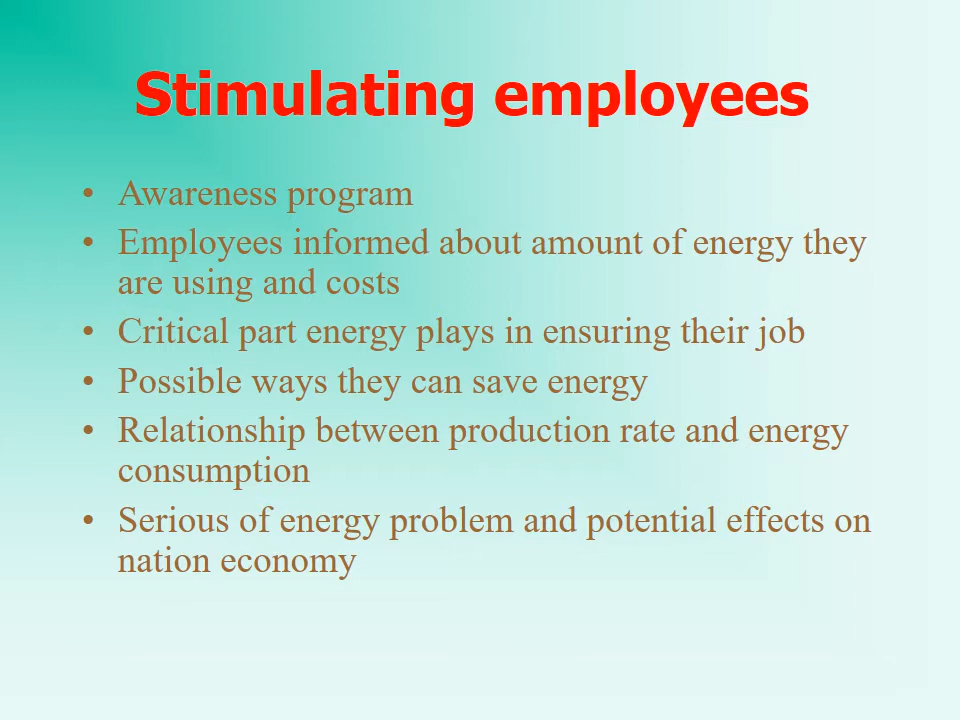 Stimulating employees
• Awareness program
• Employees informed about amount of energy they
are using and costs
• Critical part energy plays in ensuring their job
• Possible ways they can save energy
• Relationship between production rate and energy
consumption
• Serious of energy problem and potential effects on
nation economy